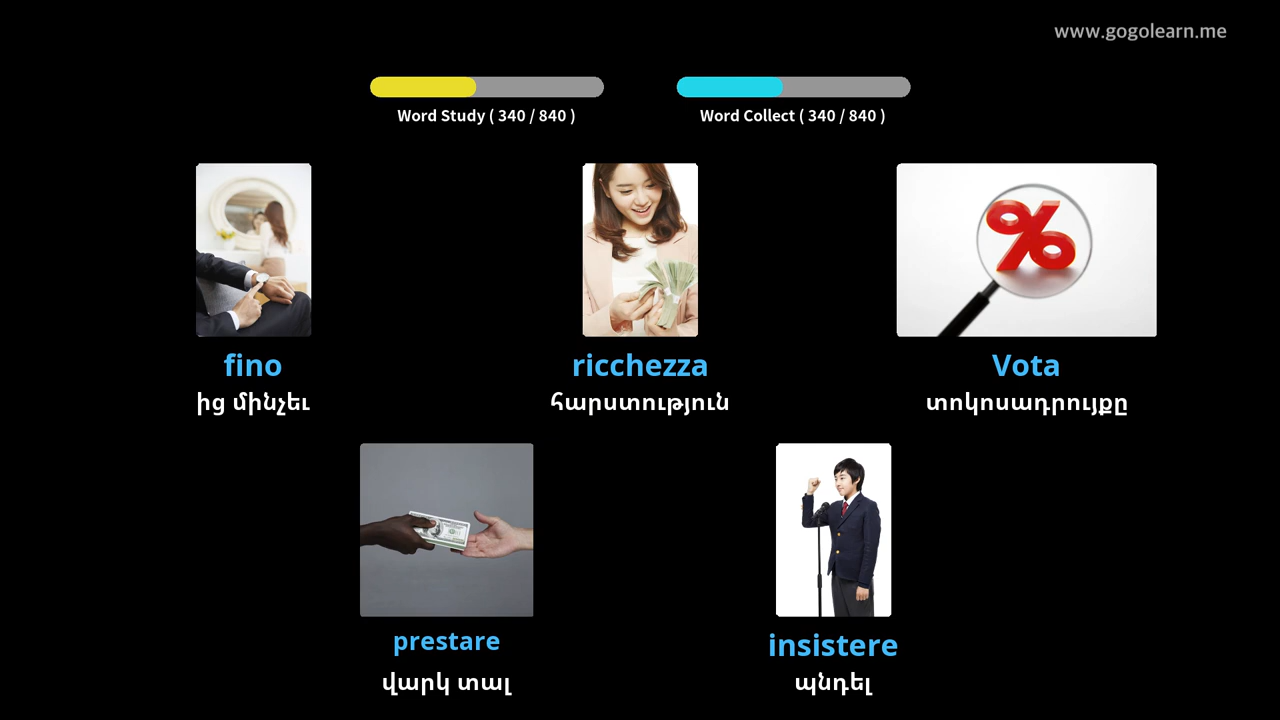 www.gogolearn.me
Word Study ( 340 / 840 )
Word Collect ( 340 / 840 )
%
fino
ից մինչեւ
ricchezza
հարստություն
Vota
տոկոսադրույքը
prestare
վարկ տալ
insistere
պնդել